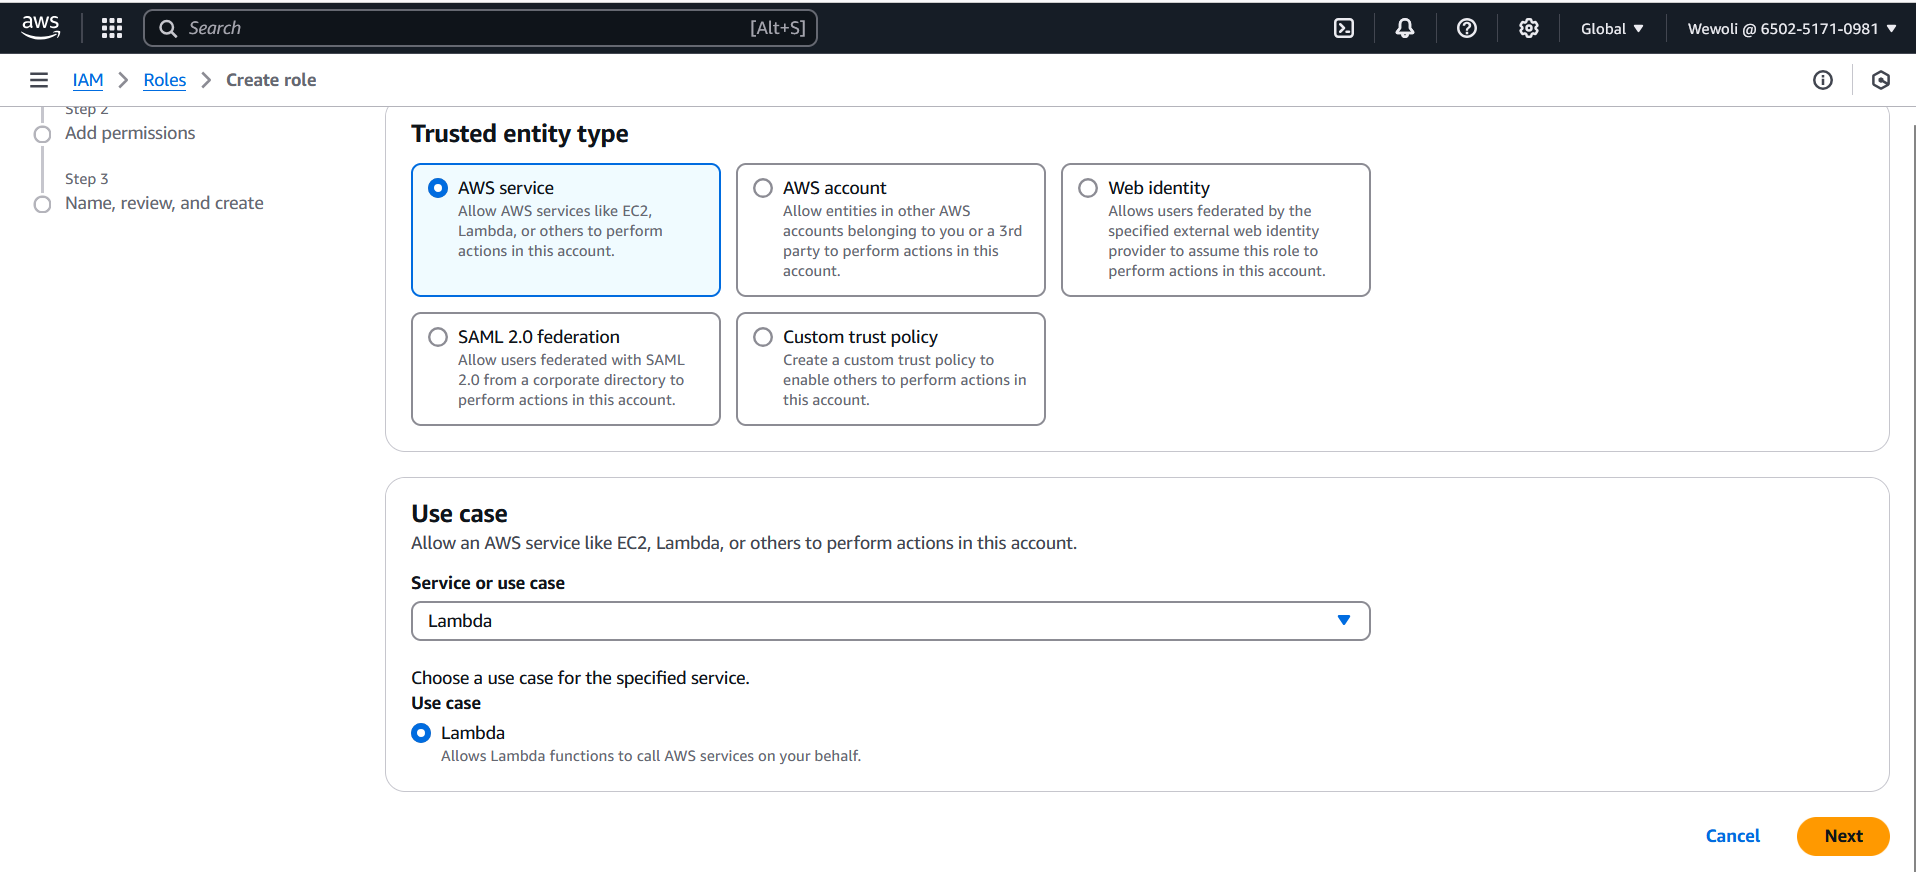 aws
Search
[Alt+S]
Global
Wewoli @ 6502-5171-0981
IAM
Roles
Create role
Step 2
Add permissions
Step 3
Name, review, and create
Trusted entity type
AWS service
Allow AWS services like EC2,
Lambda, or others to perform
actions in this account.
AWS account
Allow entities in other AWS
accounts belonging to you or a 3rd
party to perform actions in this
account.
Web identity
Allows users federated by the
specified external web identity
provider to assume this role to
perform actions in this account.
SAML 2.0 federation
Allow users federated with SAML
2.0 from a corporate directory to
perform actions in this account.
Custom trust policy
Create a custom trust policy to
enable others to perform actions in
this account.
Use case
Allow an AWS service like EC2, Lambda, or others to perform actions in this account.
Service or use case
Lambda
Choose a use case for the specified service.
Use case
Lambda
Allows Lambda functions to call AWS services on your behalf.
Cancel
Next